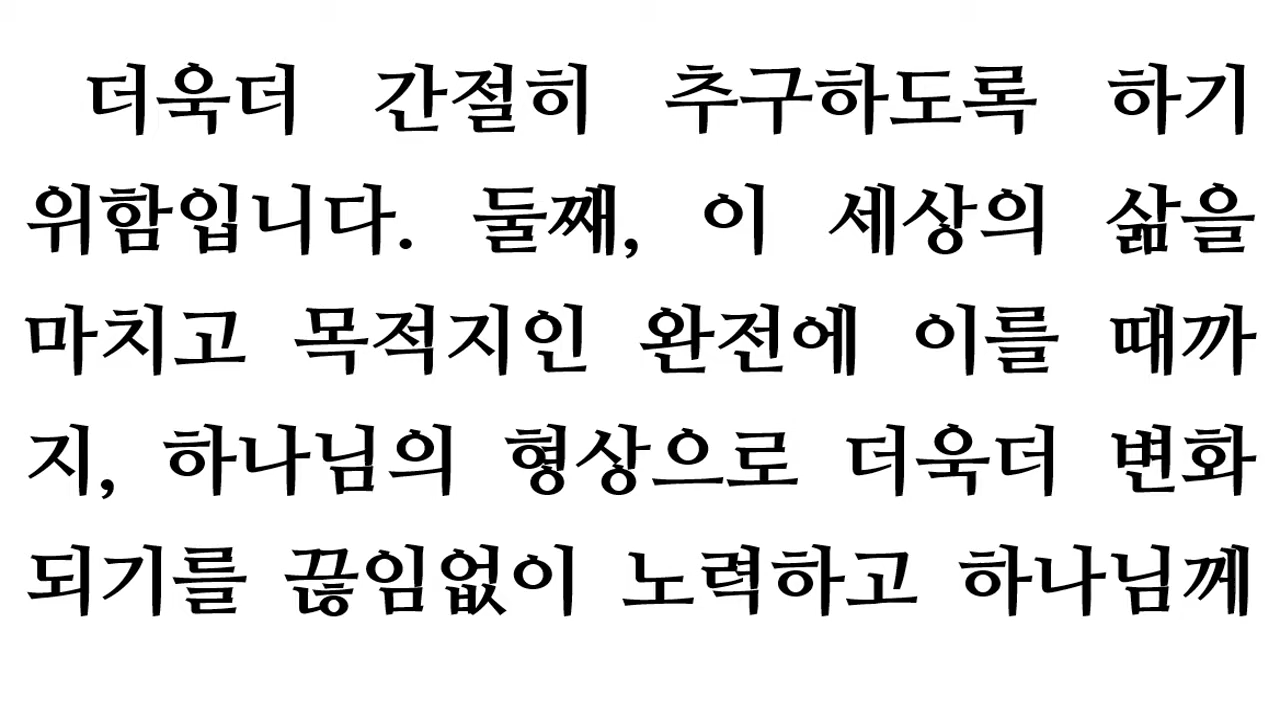 더욱더 간절히 추구하도록 하기
위함입니다. 둘째, 이 세상의 삶을
마치고 목적지인 완전에 이를 때까
지, 하나님의 형상으로 더욱더 변화
되기를 끊임없이 노력하고 하나님께